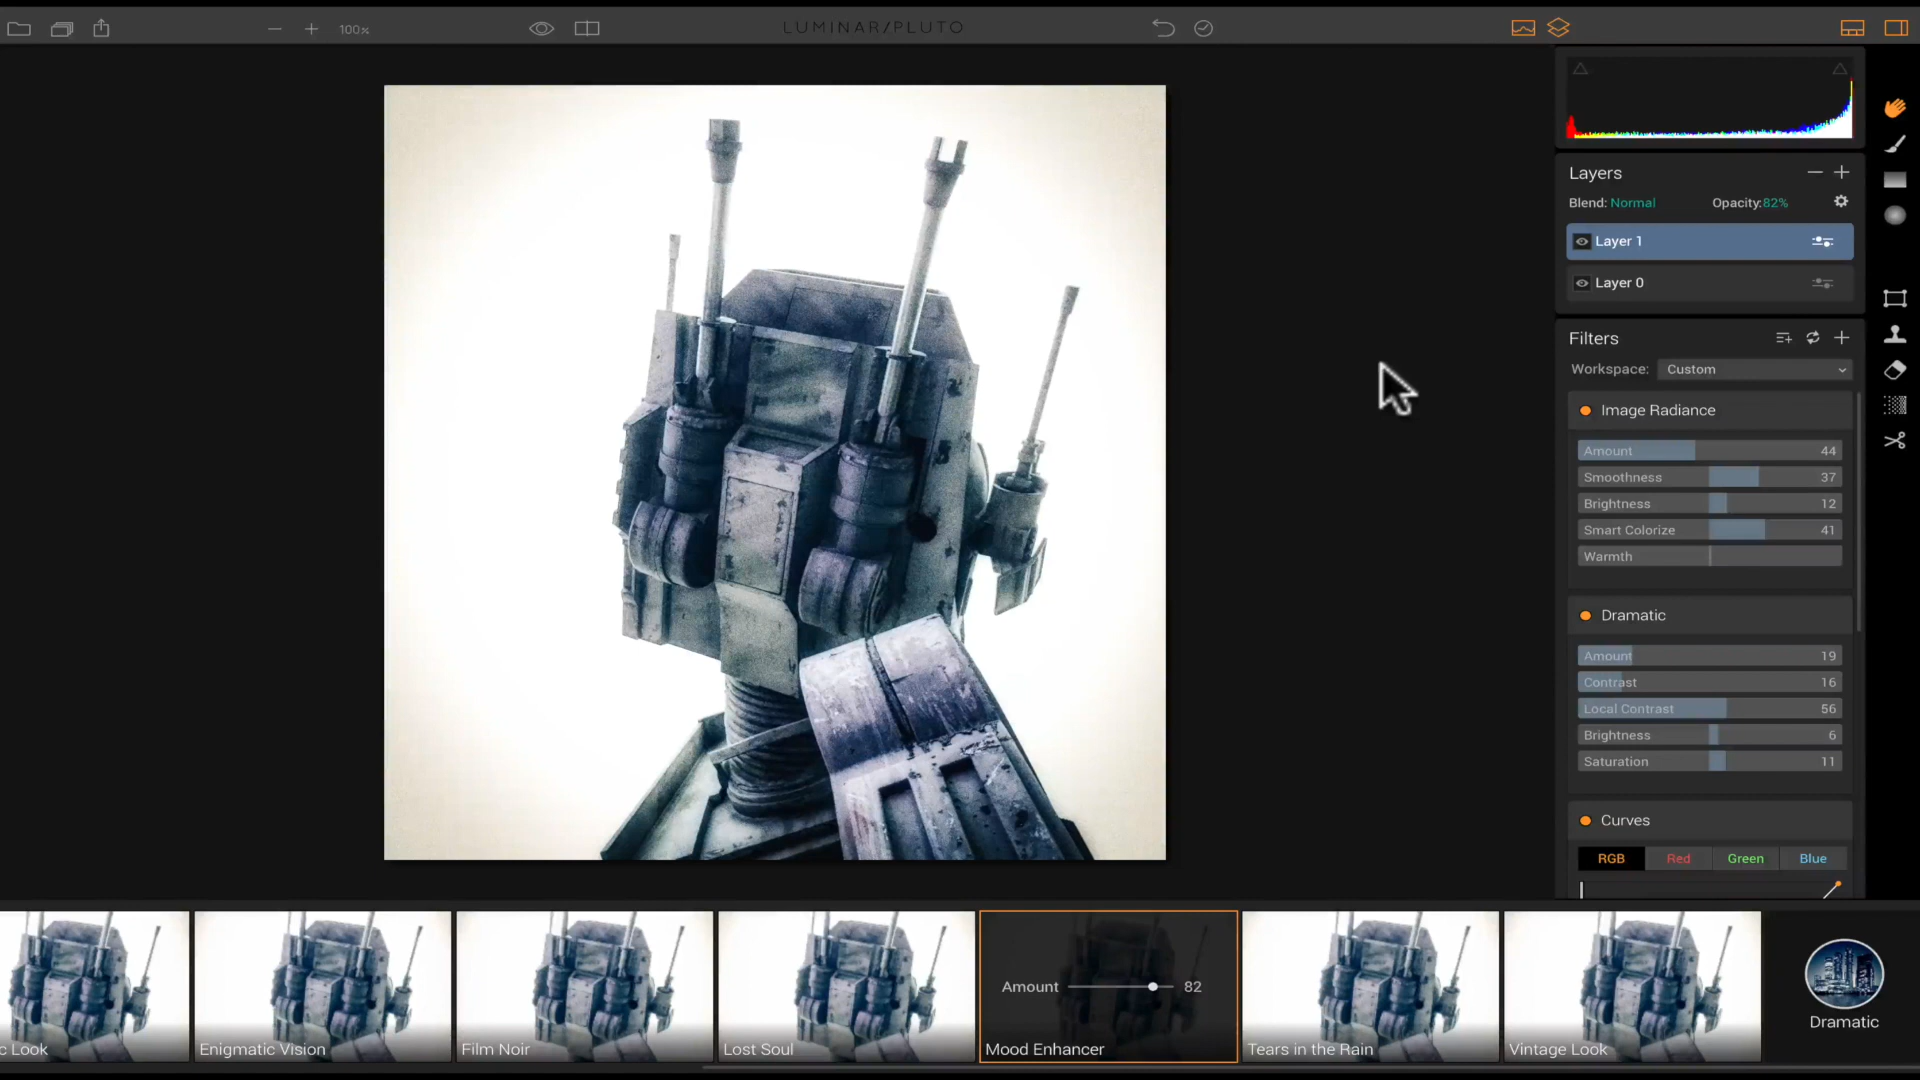 100%
LUMINAR/PLUTO
Layers
Blend: Normal
Opacity:82%
Layer 1
Layer 0
Filters
Workspace: Custom
Image Radiance
Amount 44
Smoothness 37
Brightness 12
Smart Colorize 41
Warmth
Dramatic
Amount 19
Contrast 16
Local Contrast 56
Brightness 6
Saturation 11
Curves
RGB Red Green Blue
Amount 82
c Look
Enigmatic Vision
Film Noir
Lost Soul
Mood Enhancer
Tears in the Rain
Vintage Look
Dramatic